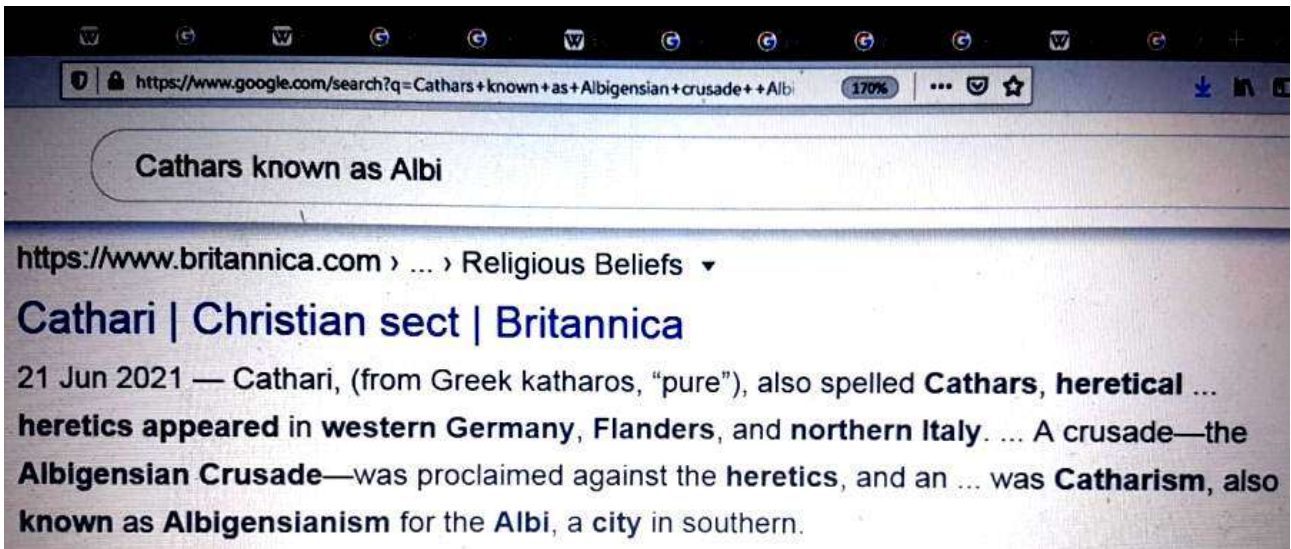 https://www.google.com/search?q=Cathars+known+as+Albigensian+crusade++Albi 170%
Cathars known as Albi
https://www.britannica.com › ... › Religious Beliefs
Cathari | Christian sect | Britannica
21 Jun 2021 — Cathari, (from Greek katharos, “pure”), also spelled Cathars, heretical ...
heretics appeared in western Germany, Flanders, and northern Italy. ... A crusade—the
Albigensian Crusade—was proclaimed against the heretics, and an ... was Catharism, also
known as Albigensianism for the Albi, a city in southern.